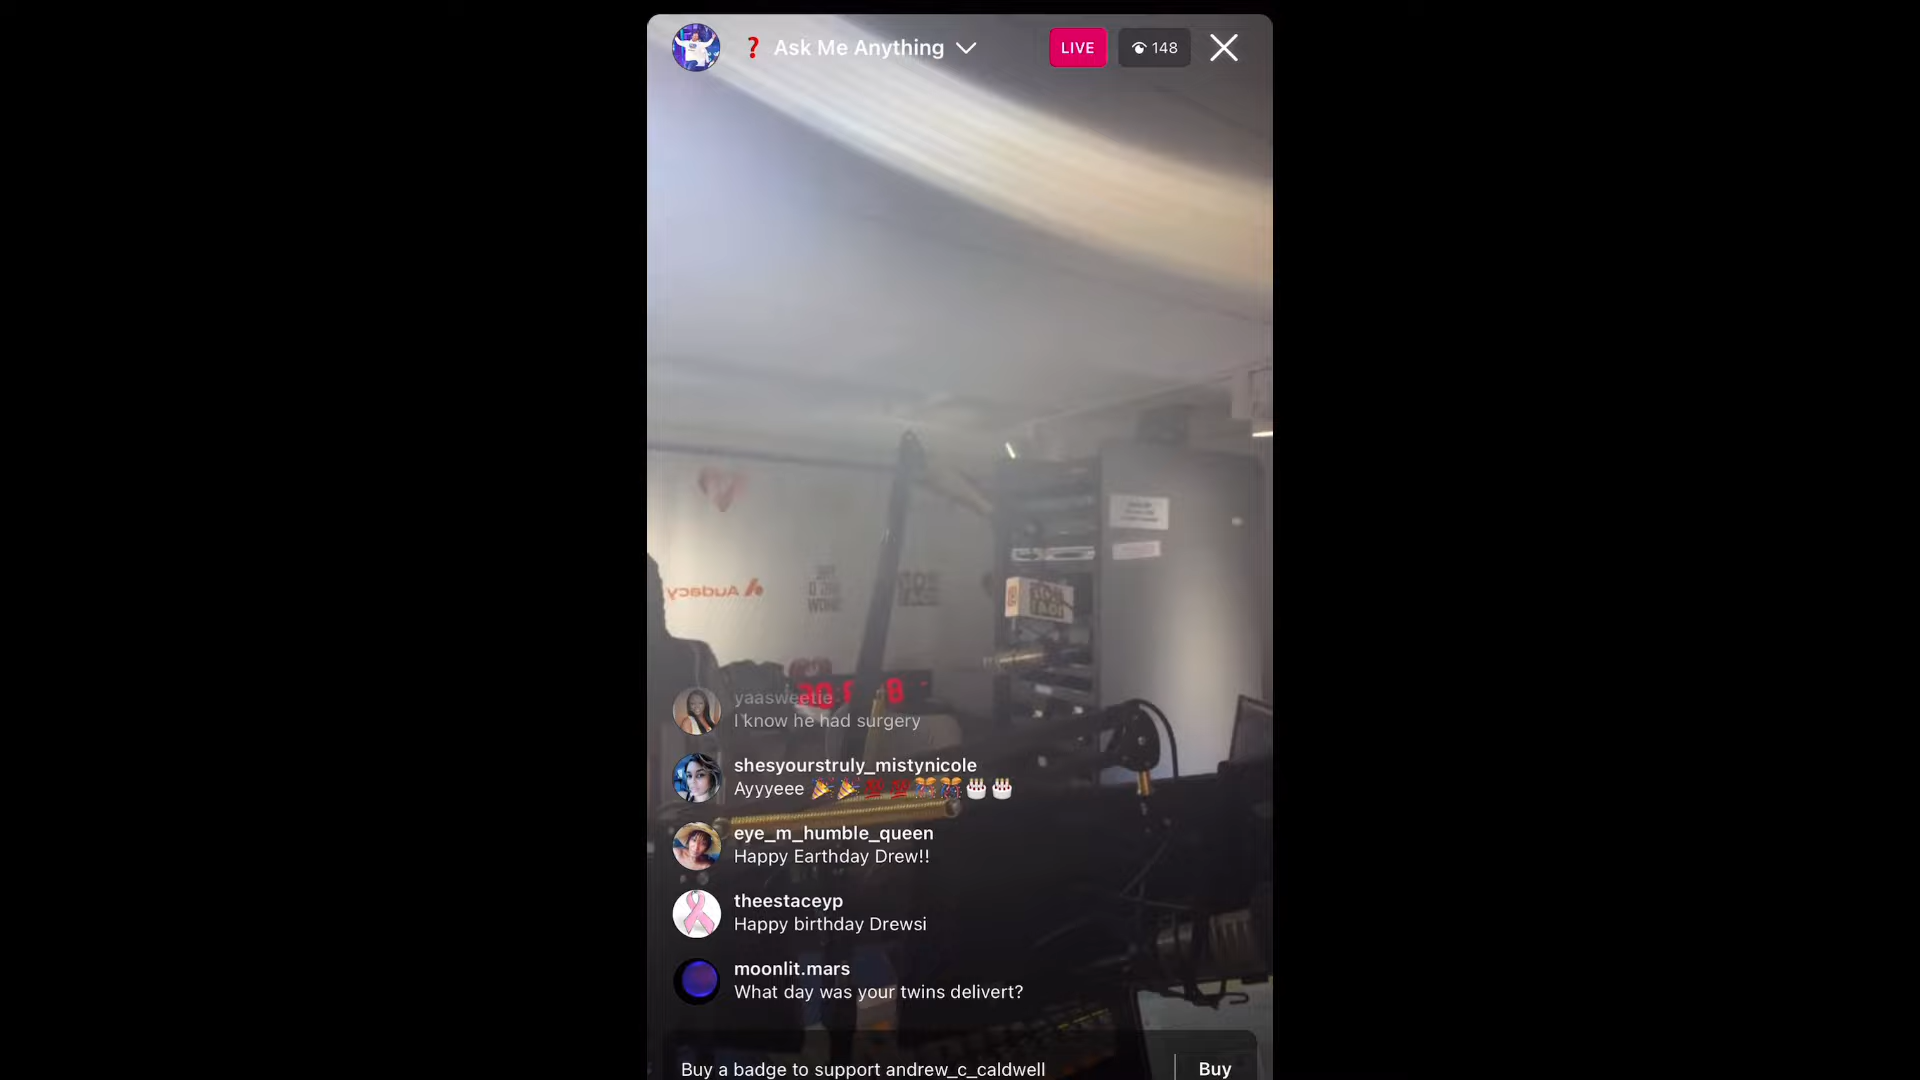 ❓ Ask Me Anything
LIVE
148
Audacy
yaasweetie
I know he had surgery
shesyourstruly_mistynicole
Ayyyeee 🎉🎉💯💯🎊🎊🎂🎂
eye_m_humble_queen
Happy Earthday Drew!!
theestaceyp
Happy birthday Drewsi
moonlit.mars
What day was your twins delivert?
Buy a badge to support andrew_c_caldwell
Buy